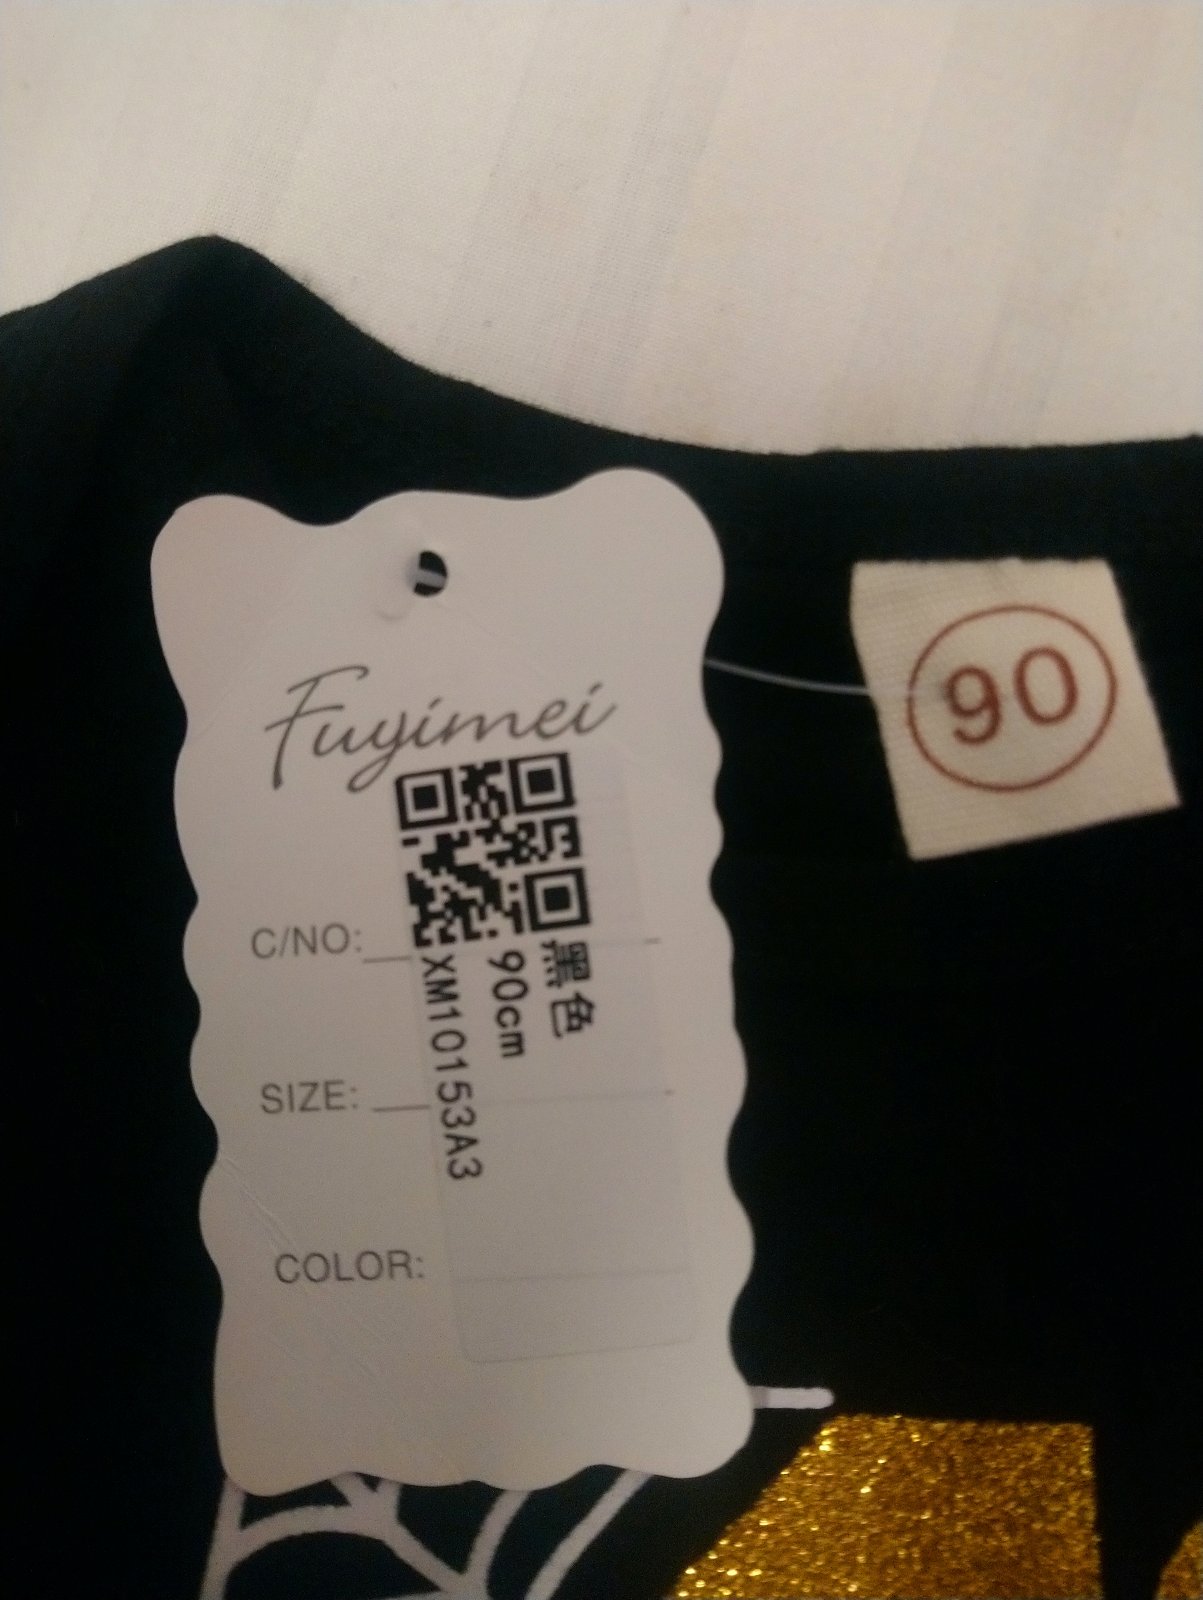 Fuyimei
C/NO:
SIZE:
COLOR:
黑色
90cm
XM10153A3
90